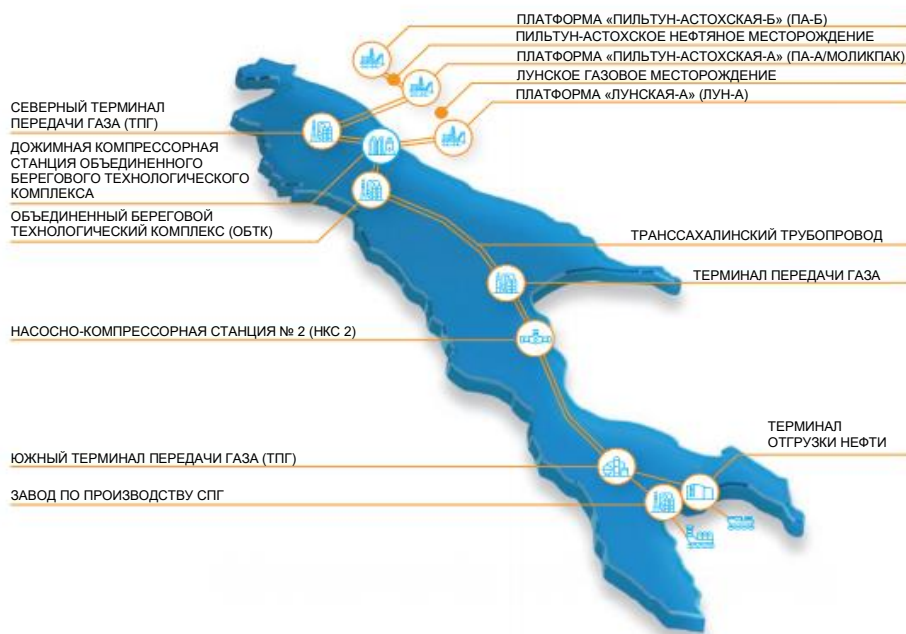 ПЛАТФОРМА «ПИЛЬТУН-АСТОХСКАЯ-Б» (ПА-Б)
ПИЛЬТУН-АСТОХСКОЕ НЕФТЯНОЕ МЕСТОРОЖДЕНИЕ
ПЛАТФОРМА «ПИЛЬТУН-АСТОХСКАЯ-А» (ПА-А/МОЛИКПАК)
ЛУНСКОЕ ГАЗОВОЕ МЕСТОРОЖДЕНИЕ
ПЛАТФОРМА «ЛУНСКАЯ-А» (ЛУН-А)
СЕВЕРНЫЙ ТЕРМИНАЛ
ПЕРЕДАЧИ ГАЗА (ТПГ)
ДОЖИМНАЯ КОМПРЕССОРНАЯ
СТАНЦИЯ ОБЪЕДИНЕННОГО
БЕРЕГОВОГО ТЕХНОЛОГИЧЕСКОГО
КОМПЛЕКСА
ОБЪЕДИНЕННЫЙ БЕРЕГОВОЙ
ТЕХНОЛОГИЧЕСКИЙ КОМПЛЕКС (ОБТК)
ТРАНССАХАЛИНСКИЙ ТРУБОПРОВОД
ТЕРМИНАЛ ПЕРЕДАЧИ ГАЗА
НАСОСНО-КОМПРЕССОРНАЯ СТАНЦИЯ № 2 (НКС 2)
ТЕРМИНАЛ
ОТГРУЗКИ НЕФТИ
ЮЖНЫЙ ТЕРМИНАЛ ПЕРЕДАЧИ ГАЗА (ТПГ)
ЗАВОД ПО ПРОИЗВОДСТВУ СПГ